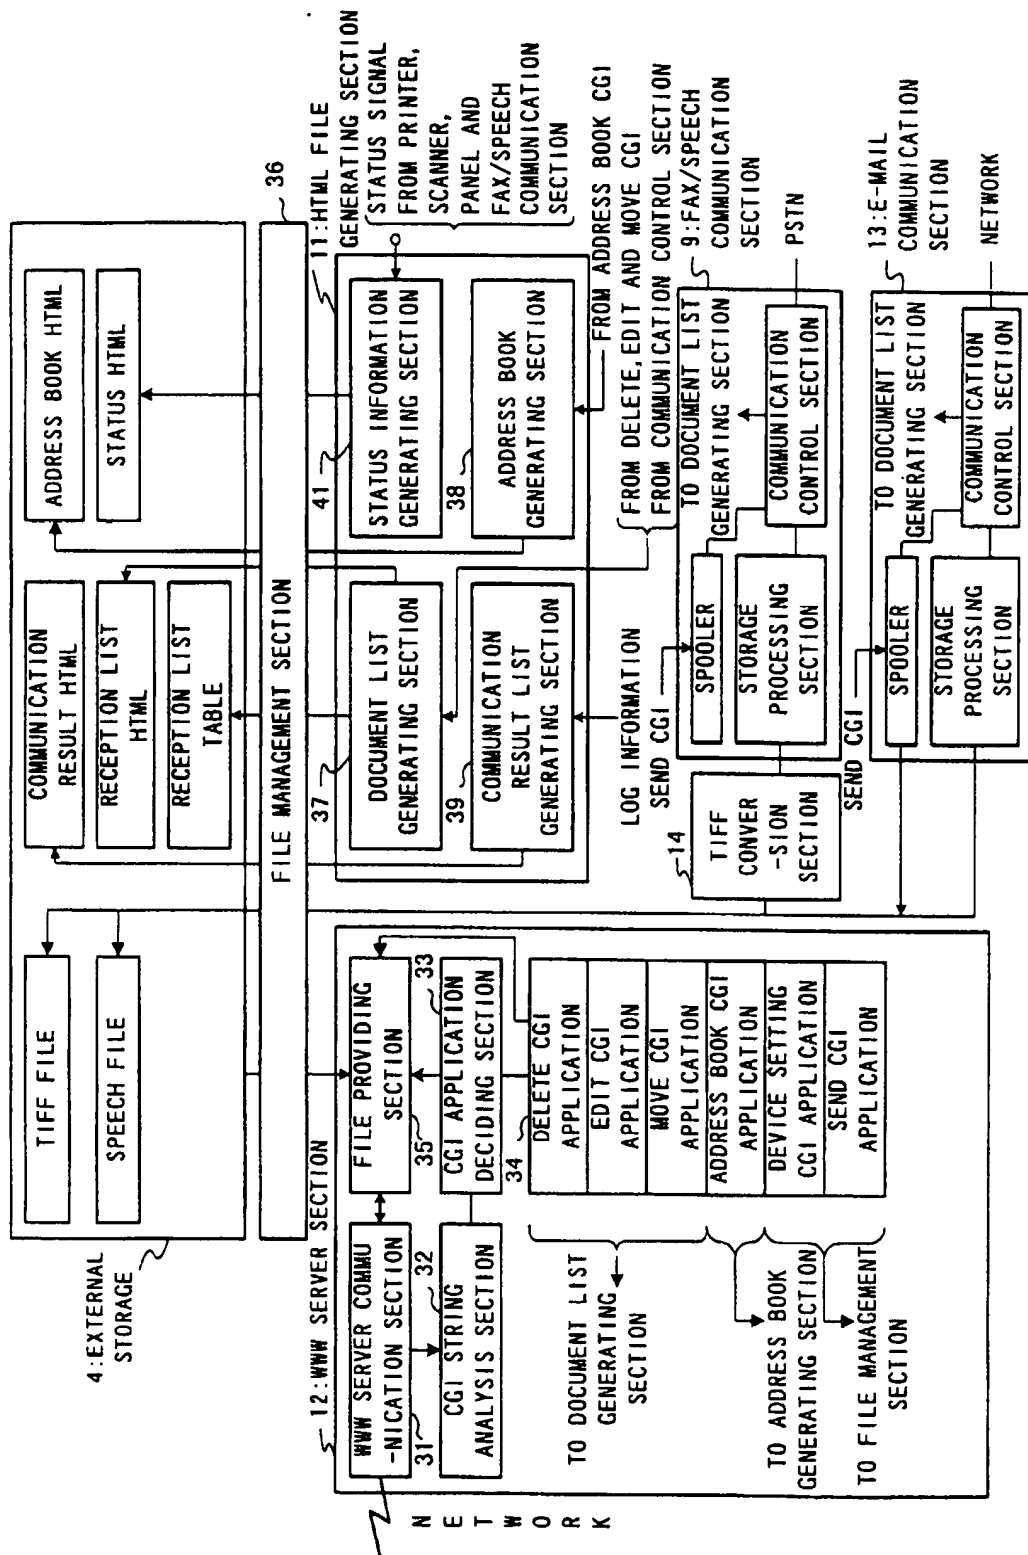 4:EXTERNAL
STORAGE
TIFF FILE
SPEECH FILE
COMMUNICATION
RESULT HTML
RECEPTION LIST
HTML
RECEPTION LIST
TABLE
ADDRESS BOOK HTML
STATUS HTML
FILE MANAGEMENT SECTION
36
12:WWW SERVER SECTION
WWW SERVER COMMU
-NICATION SECTION
31
FILE PROVIDING
SECTION
35
CGI STRING
ANALYSIS SECTION
32
CGI APPLICATION
DECIDING SECTION
33
34
DELETE CGI
APPLICATION
EDIT CGI
APPLICATION
MOVE CGI
APPLICATION
ADDRESS BOOK CGI
APPLICATION
DEVICE SETTING
CGI APPLICATION
SEND CGI
APPLICATION
TO DOCUMENT LIST
GENERATING
SECTION
TO ADDRESS BOOK
GENERATING SECTION
TO FILE MANAGEMENT
SECTION
NETWORK
11:HTML FILE
GENERATING SECTION
37
DOCUMENT LIST
GENERATING SECTION
39
COMMUNICATION
RESULT LIST
GENERATING SECTION
41
STATUS INFORMATION
GENERATING SECTION
38
ADDRESS BOOK
GENERATING SECTION
STATUS SIGNAL
FROM PRINTER,
SCANNER,
PANEL AND
FAX/SPEECH
COMMUNICATION
SECTION
FROM ADDRESS BOOK CGI
FROM DELETE,EDIT AND MOVE CGI
FROM COMMUNICATION CONTROL SECTION
LOG INFORMATION
SEND CGI
14
TIFF
CONVER
-SION
SECTION
9:FAX/SPEECH
COMMUNICATION
SECTION
SPOOLER
STORAGE
PROCESSING
SECTION
TO DOCUMENT LIST
GENERATING SECTION
COMMUNICATION
CONTROL SECTION
PSTN
SEND CGI
13:E-MAIL
COMMUNICATION
SECTION
SPOOLER
STORAGE
PROCESSING
SECTION
TO DOCUMENT LIST
GENERATING SECTION
COMMUNICATION
CONTROL SECTION
NETWORK